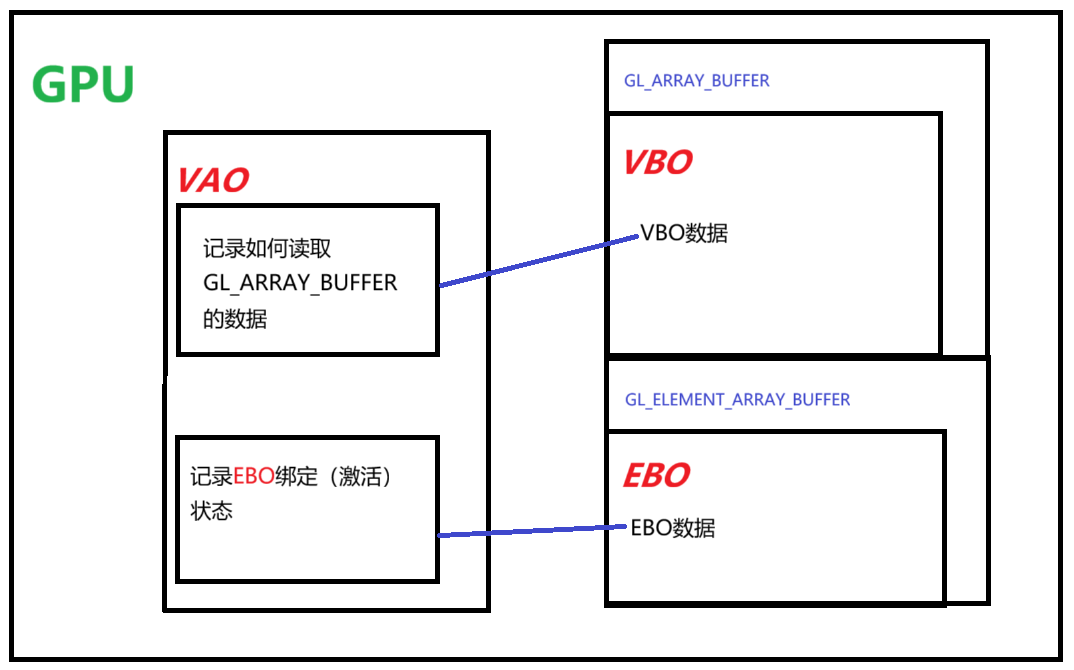 GPU
VAO
记录如何读取
GL_ARRAY_BUFFER
的数据
记录EBO绑定（激活）
状态
GL_ARRAY_BUFFER
VBO
VBO数据
GL_ELEMENT_ARRAY_BUFFER
EBO
EBO数据